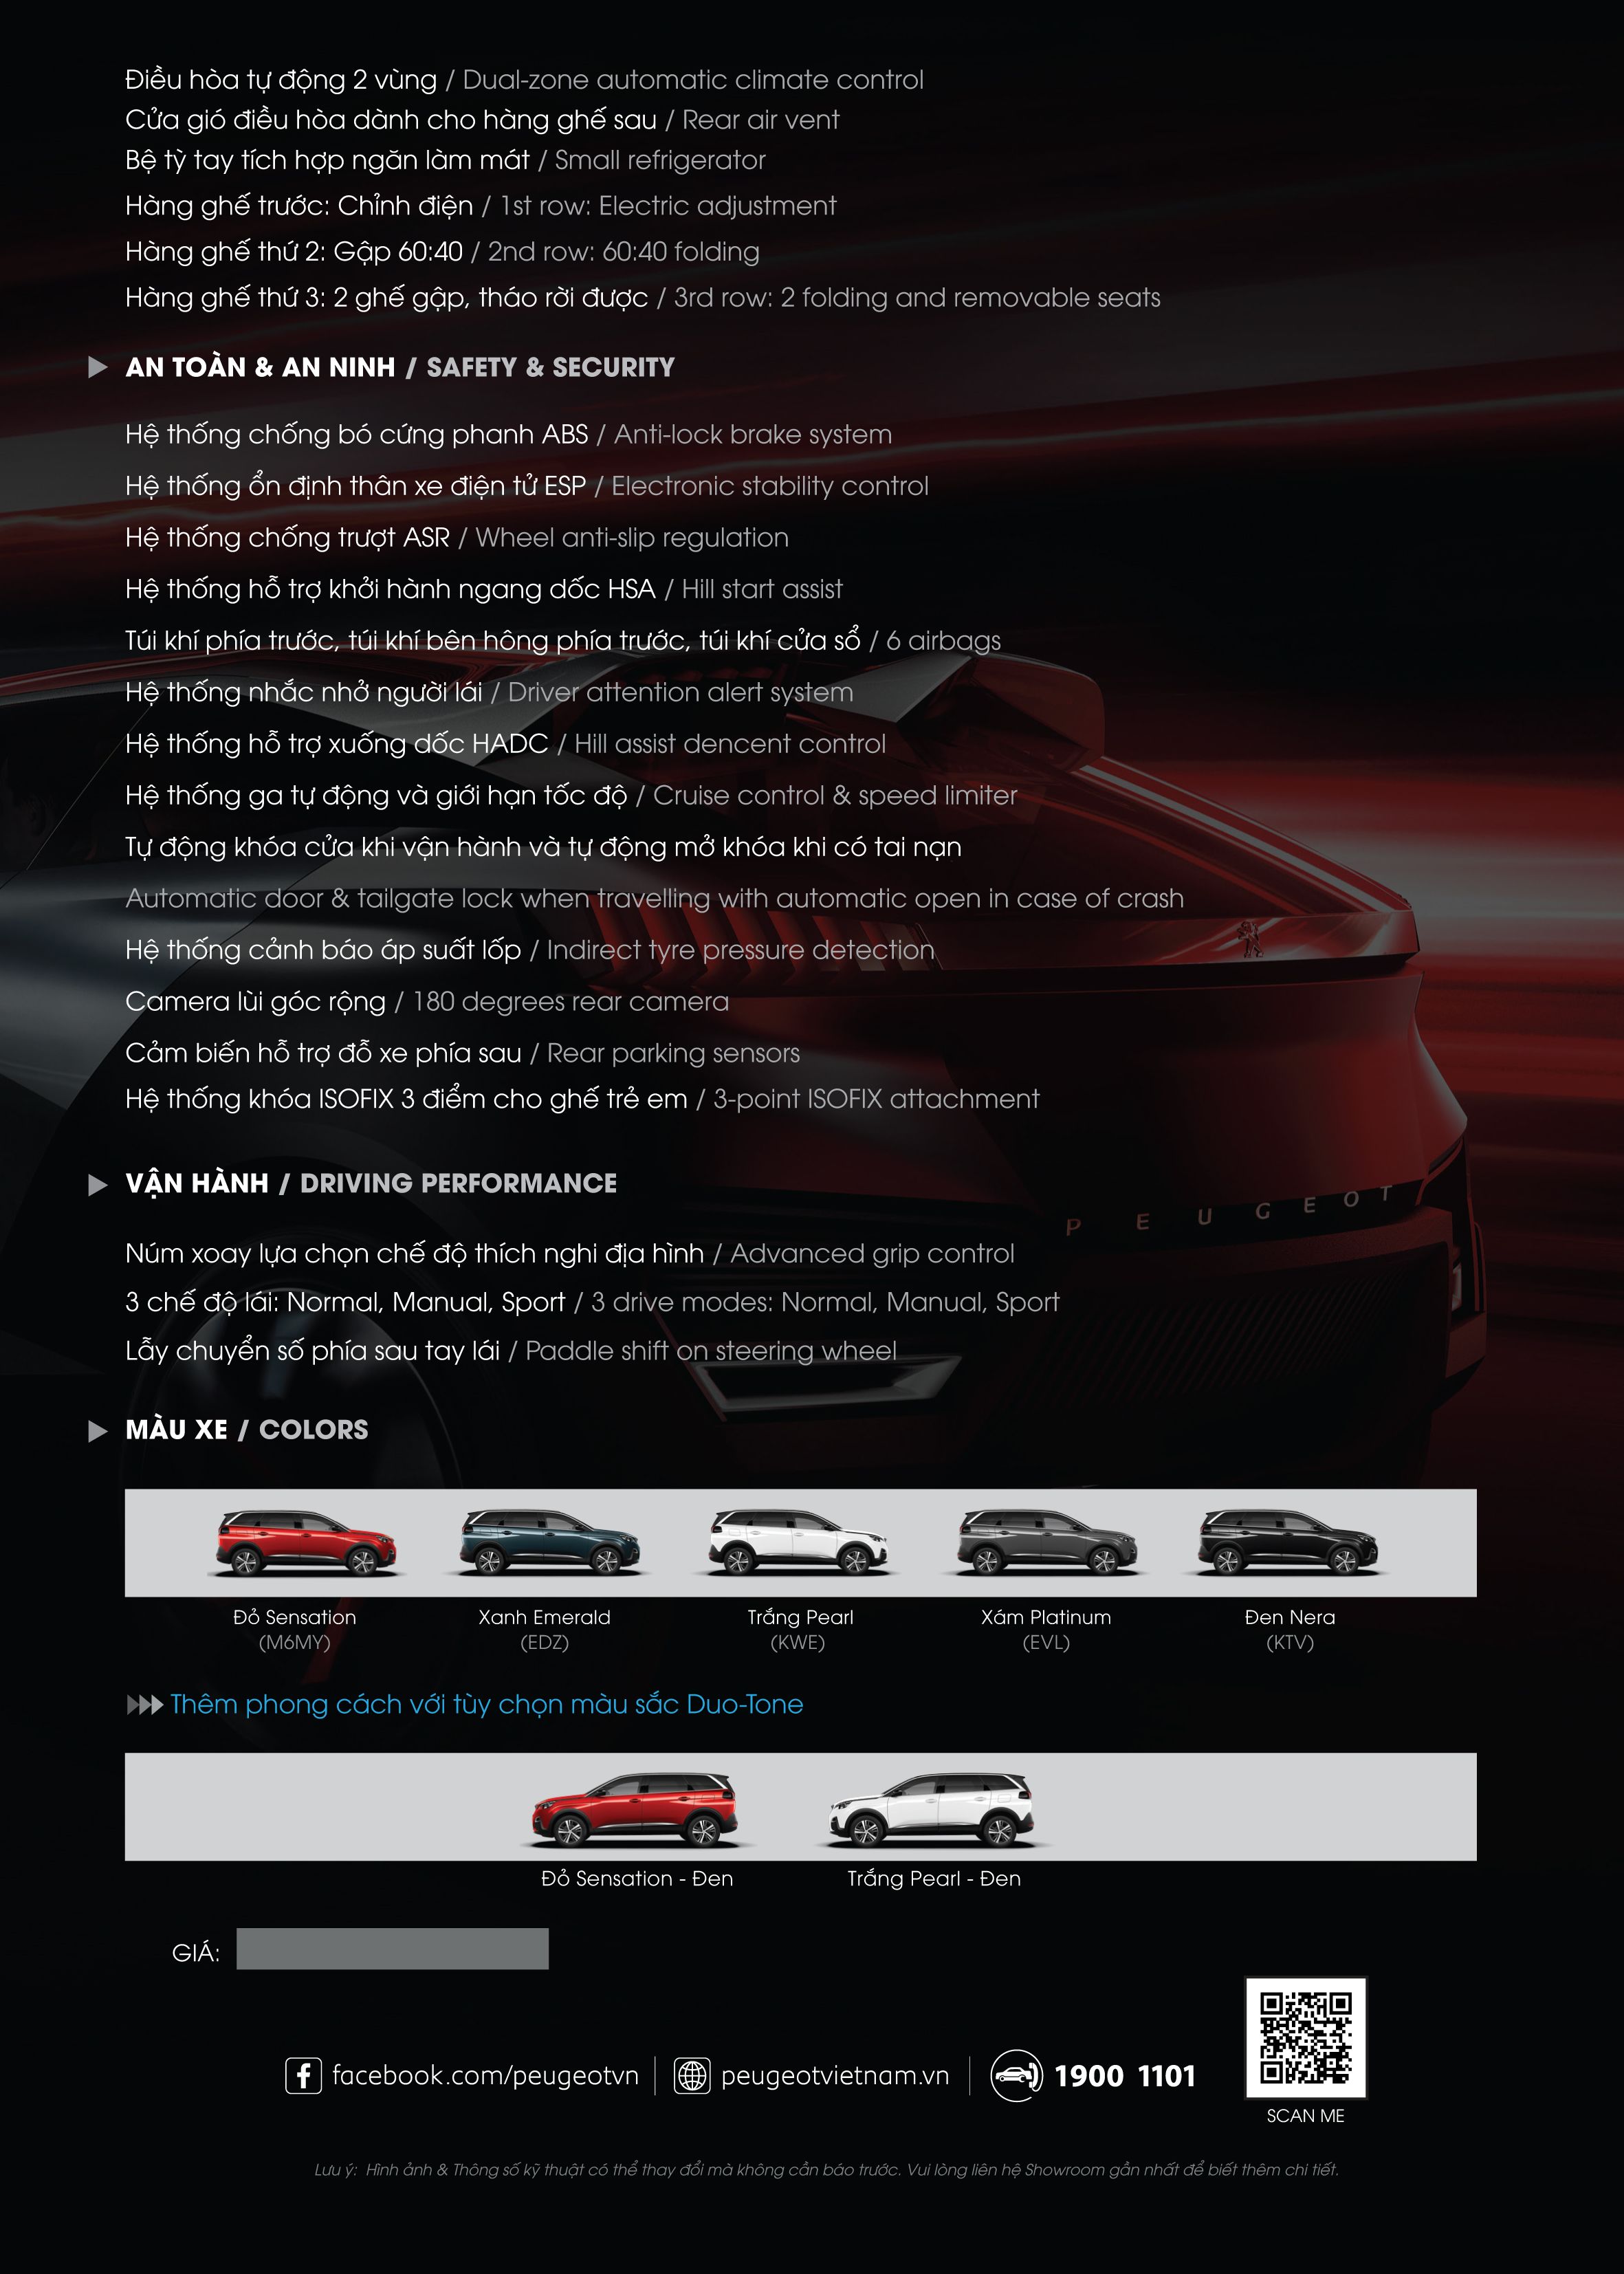 Điều hòa tự động 2 vùng / Dual-zone automatic climate control
Cửa gió điều hòa dành cho hàng ghế sau / Rear air vent
Bệ tỳ tay tích hợp ngăn làm mát / Small refrigerator
Hàng ghế trước: Chỉnh điện / 1st row: Electric adjustment
Hàng ghế thứ 2: Gập 60:40 / 2nd row: 60:40 folding
Hàng ghế thứ 3: 2 ghế gập, tháo rời được / 3rd row: 2 folding and removable seats
AN TOÀN & AN NINH / SAFETY & SECURITY
Hệ thống chống bó cứng phanh ABS / Anti-lock brake system
Hệ thống ổn định thân xe điện tử ESP / Electronic stability control
Hệ thống chống trượt ASR / Wheel anti-slip regulation
Hệ thống hỗ trợ khởi hành ngang dốc HSA / Hill start assist
Túi khí phía trước, túi khí bên hông phía trước, túi khí cửa sổ / 6 airbags
Hệ thống nhắc nhở người lái / Driver attention alert system
Hệ thống hỗ trợ xuống dốc HADC / Hill assist dencent control
Hệ thống ga tự động và giới hạn tốc độ / Cruise control & speed limiter
Tự động khóa cửa khi vận hành và tự động mở khóa khi có tai nạn
Automatic door & tailgate lock when travelling with automatic open in case of crash
Hệ thống cảnh báo áp suất lốp / Indirect tyre pressure detection
Camera lùi góc rộng / 180 degrees rear camera
Cảm biến hỗ trợ đỗ xe phía sau / Rear parking sensors
Hệ thống khóa ISOFIX 3 điểm cho ghế trẻ em / 3-point ISOFIX attachment
VẬN HÀNH / DRIVING PERFORMANCE
PEUGEOT
Núm xoay lựa chọn chế độ thích nghi địa hình / Advanced grip control
3 chế độ lái: Normal, Manual, Sport / 3 drive modes: Normal, Manual, Sport
Lẫy chuyển số phía sau tay lái / Paddle shift on steering wheel
MÀU XE / COLORS
Đỏ Sensation Xanh Emerald Trắng Pearl Xám Platinum Đen Nera
(M6MY) (EDZ) (KWE) (EVL) (KTV)
Thêm phong cách với tùy chọn màu sắc Duo-Tone
Đỏ Sensation - Đen Trắng Pearl - Đen
GIÁ:
facebook.com/peugeotvn peugeotvietnam.vn 1900 1101
SCAN ME
Lưu ý: Hình ảnh & Thông số kỹ thuật có thể thay đổi mà không cần báo trước. Vui lòng liên hệ Showroom gần nhất để biết thêm chi tiết.